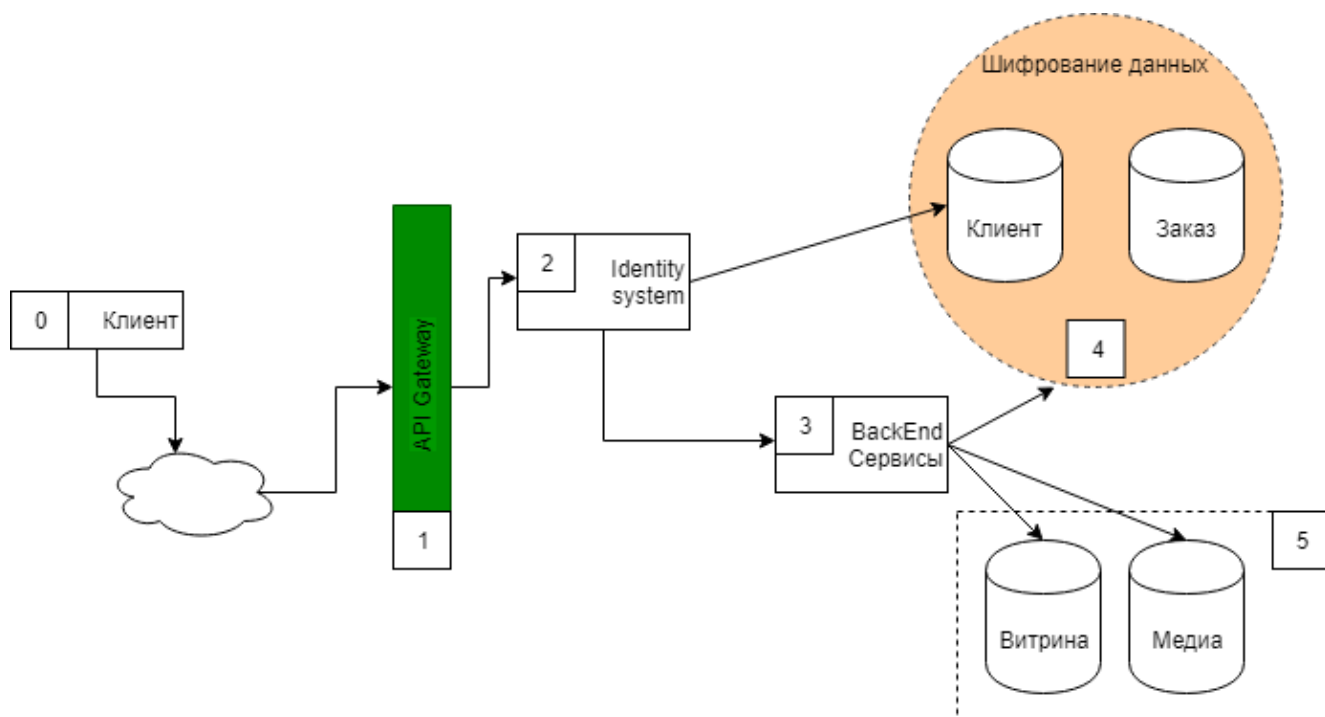 Шифрование данных
Клиент
Заказ
4
2
Identity
system
0
Клиент
API Gateway
1
3
BackEnd
Сервисы
5
Витрина
Медиа